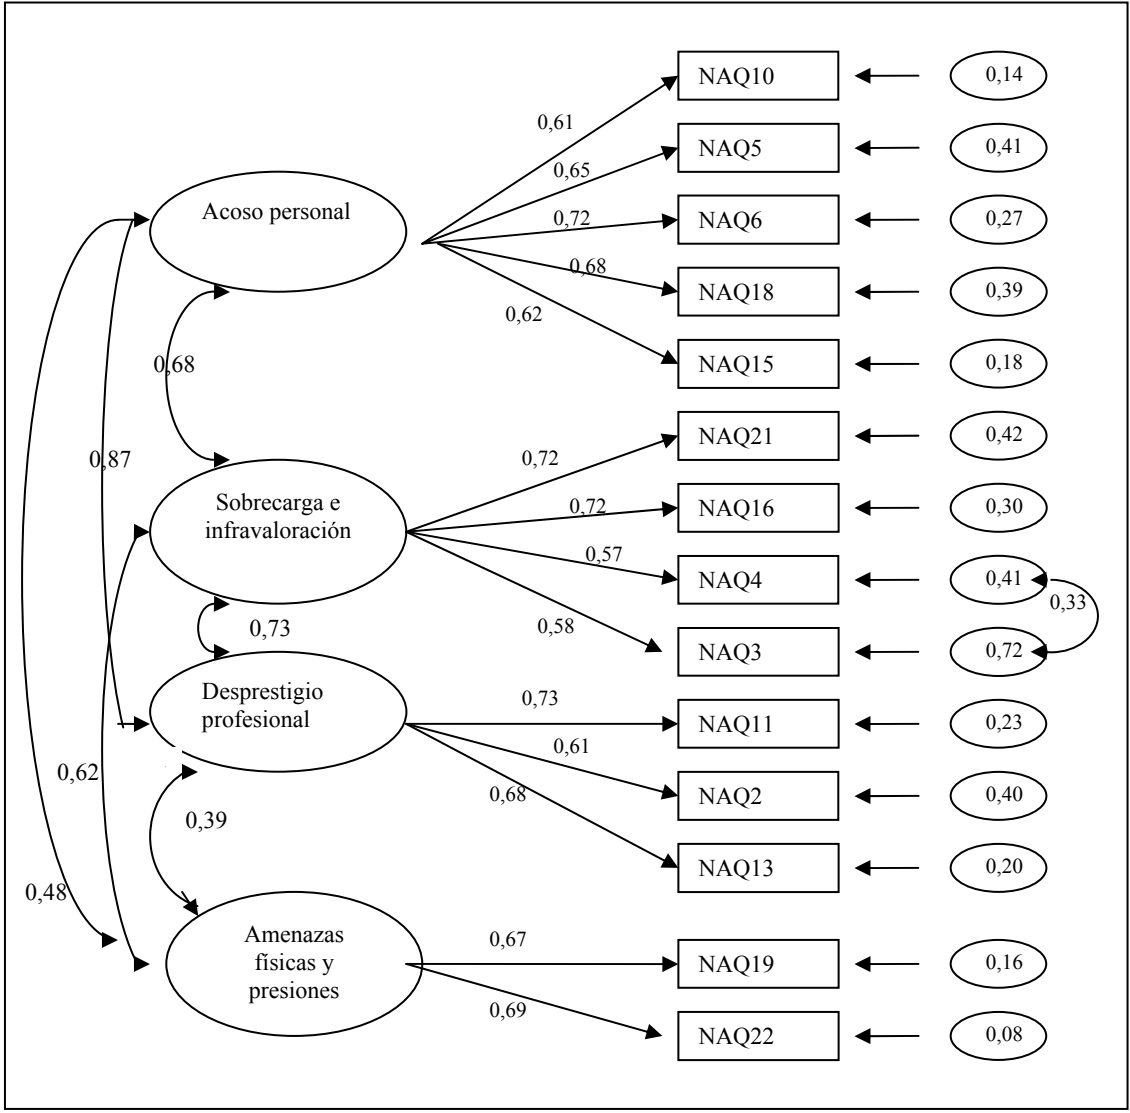 NAQ10
0,14
0,61
NAQ5
0,41
0,65
Acoso personal
NAQ6
0,27
0,72
NAQ18
0,39
0,68
0,62
NAQ15
0,18
0,68
NAQ21
0,42
0,87
0,72
Sobrecarga e
infravaloración
NAQ16
0,30
0,72
NAQ4
0,41
0,57
0,33
0,73
0,58
NAQ3
0,72
Desprestigio
profesional
0,73
NAQ11
0,23
0,62
0,61
NAQ2
0,40
0,39
0,68
NAQ13
0,20
0,48
Amenazas
físicas y
presiones
0,67
NAQ19
0,16
0,69
NAQ22
0,08